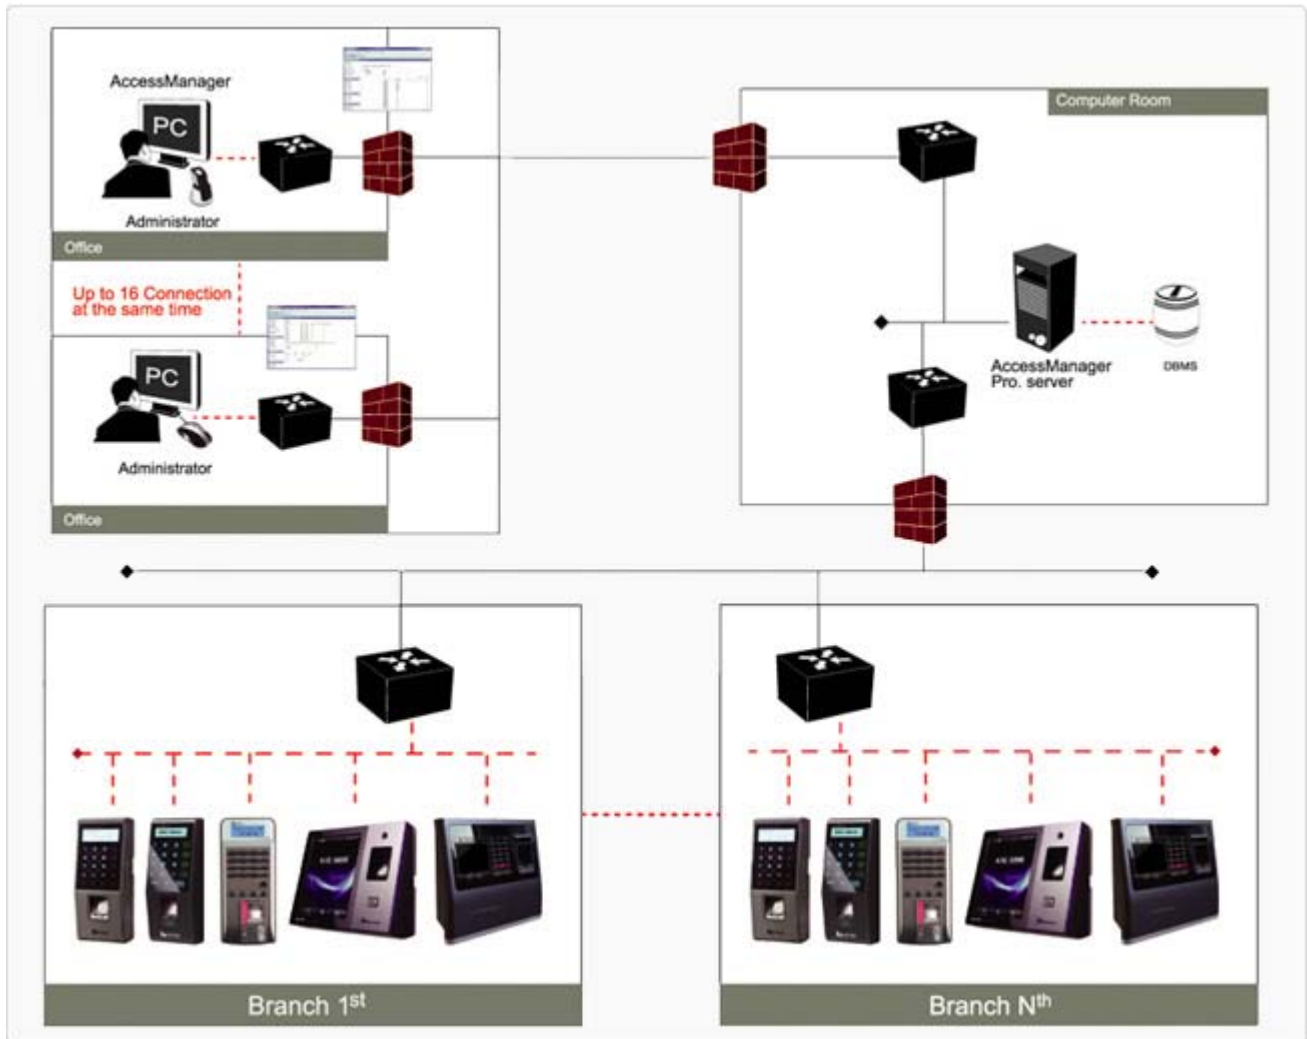 AccessManager
PC
Administrator
Office
Up to 16 Connection
at the same time
PC
Administrator
Office
Computer Room
AccessManager
Pro. server
DBMS
Branch 1st
Branch Nth